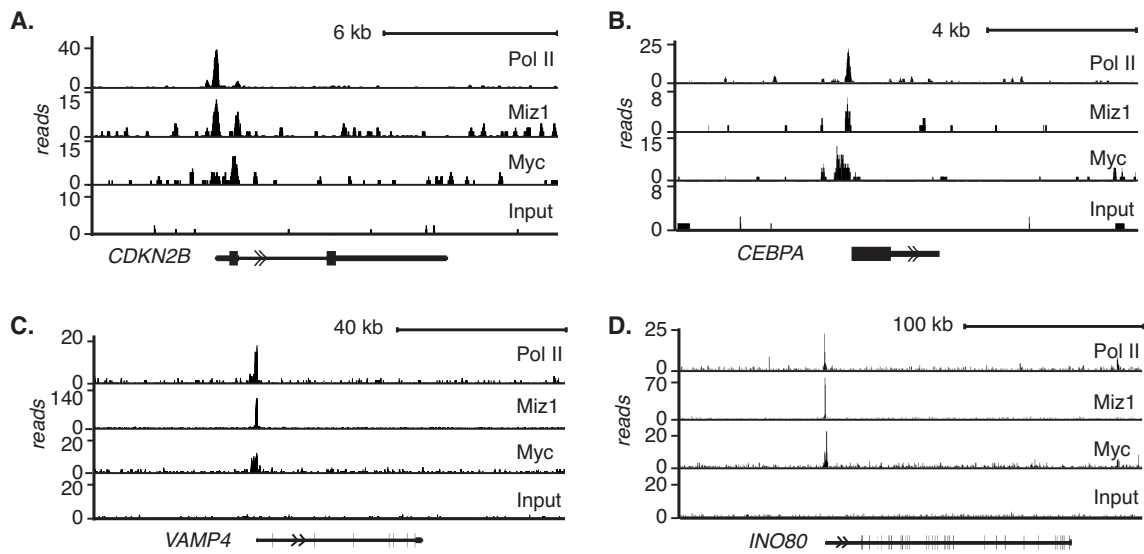 A.
6 kb
40
Pol II
0
15
Miz1
0
15
Myc
0
10
Input
0
reads
CDKN2B
B.
4 kb
25
Pol II
0
8
Miz1
0
15
Myc
0
8
Input
0
reads
CEBPA
C.
40 kb
20
Pol II
0
140
Miz1
0
20
Myc
0
20
Input
0
reads
VAMP4
D.
100 kb
25
Pol II
0
70
Miz1
0
20
Myc
0
20
Input
0
reads
INO80